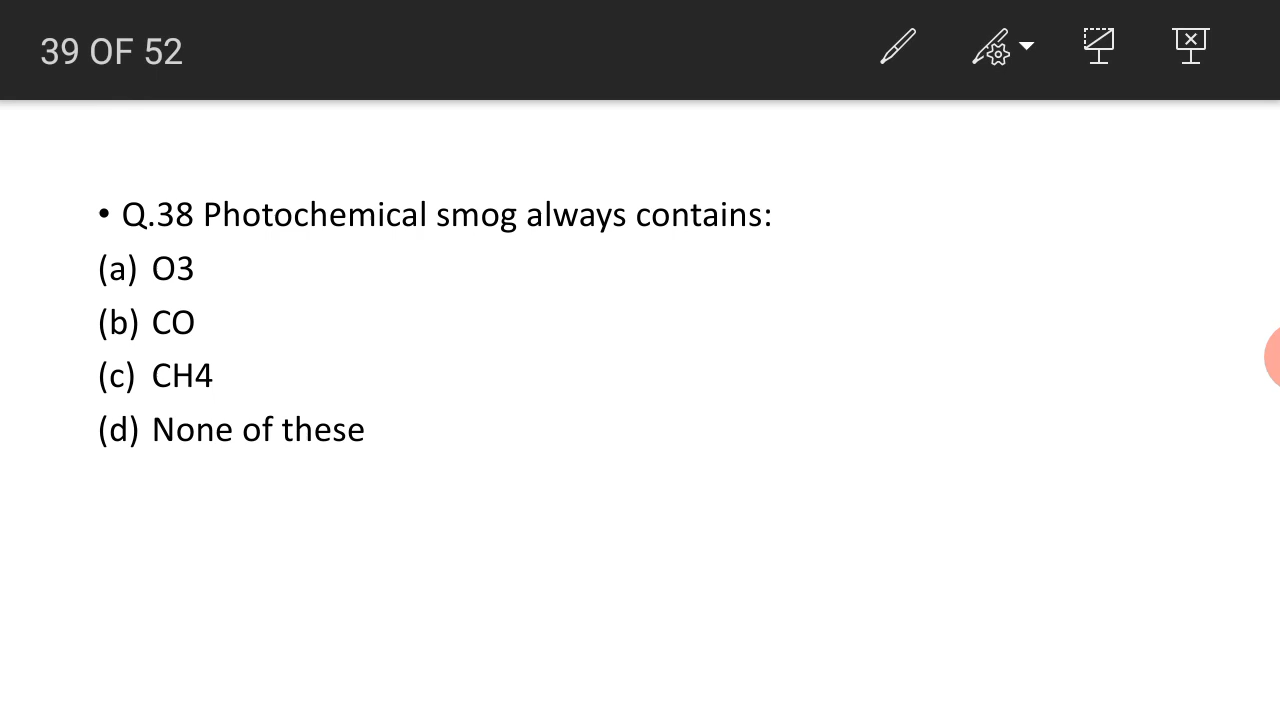 39 OF 52
• Q.38 Photochemical smog always contains:
(a) O3
(b) CO
(c) CH4
(d) None of these